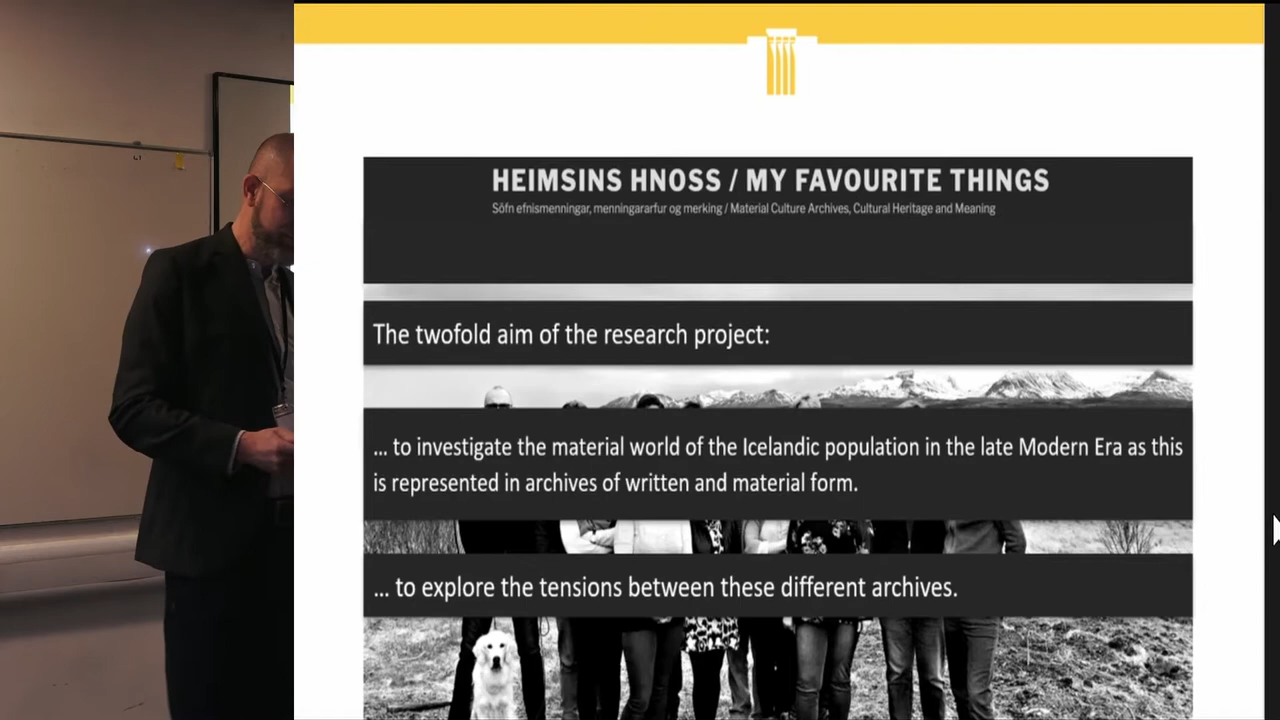 HEIMSINS HNOSS / MY FAVOURITE THINGS
Söfn efnismenningar, menningararfur og merking / Material Culture Archives, Cultural Heritage and Meaning
The twofold aim of the research project:
... to investigate the material world of the Icelandic population in the late Modern Era as this
is represented in archives of written and material form.
... to explore the tensions between these different archives.